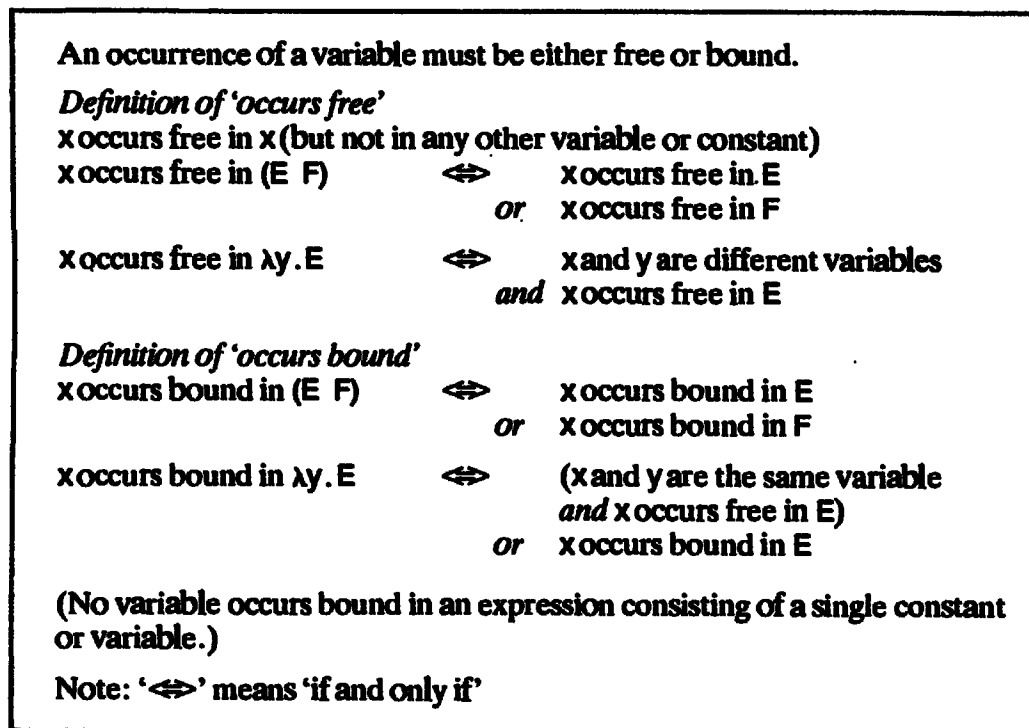 An occurrence of a variable must be either free or bound.
Definition of 'occurs free'
x occurs free in x (but not in any other variable or constant)
x occurs free in (E F) ⇔ x occurs free in E
or x occurs free in F
x occurs free in λy.E ⇔ x and y are different variables
and x occurs free in E
Definition of 'occurs bound'
x occurs bound in (E F) ⇔ x occurs bound in E
or x occurs bound in F
x occurs bound in λy.E ⇔ (x and y are the same variable
and x occurs free in E)
or x occurs bound in E
(No variable occurs bound in an expression consisting of a single constant
or variable.)
Note: '⇔' means 'if and only if'